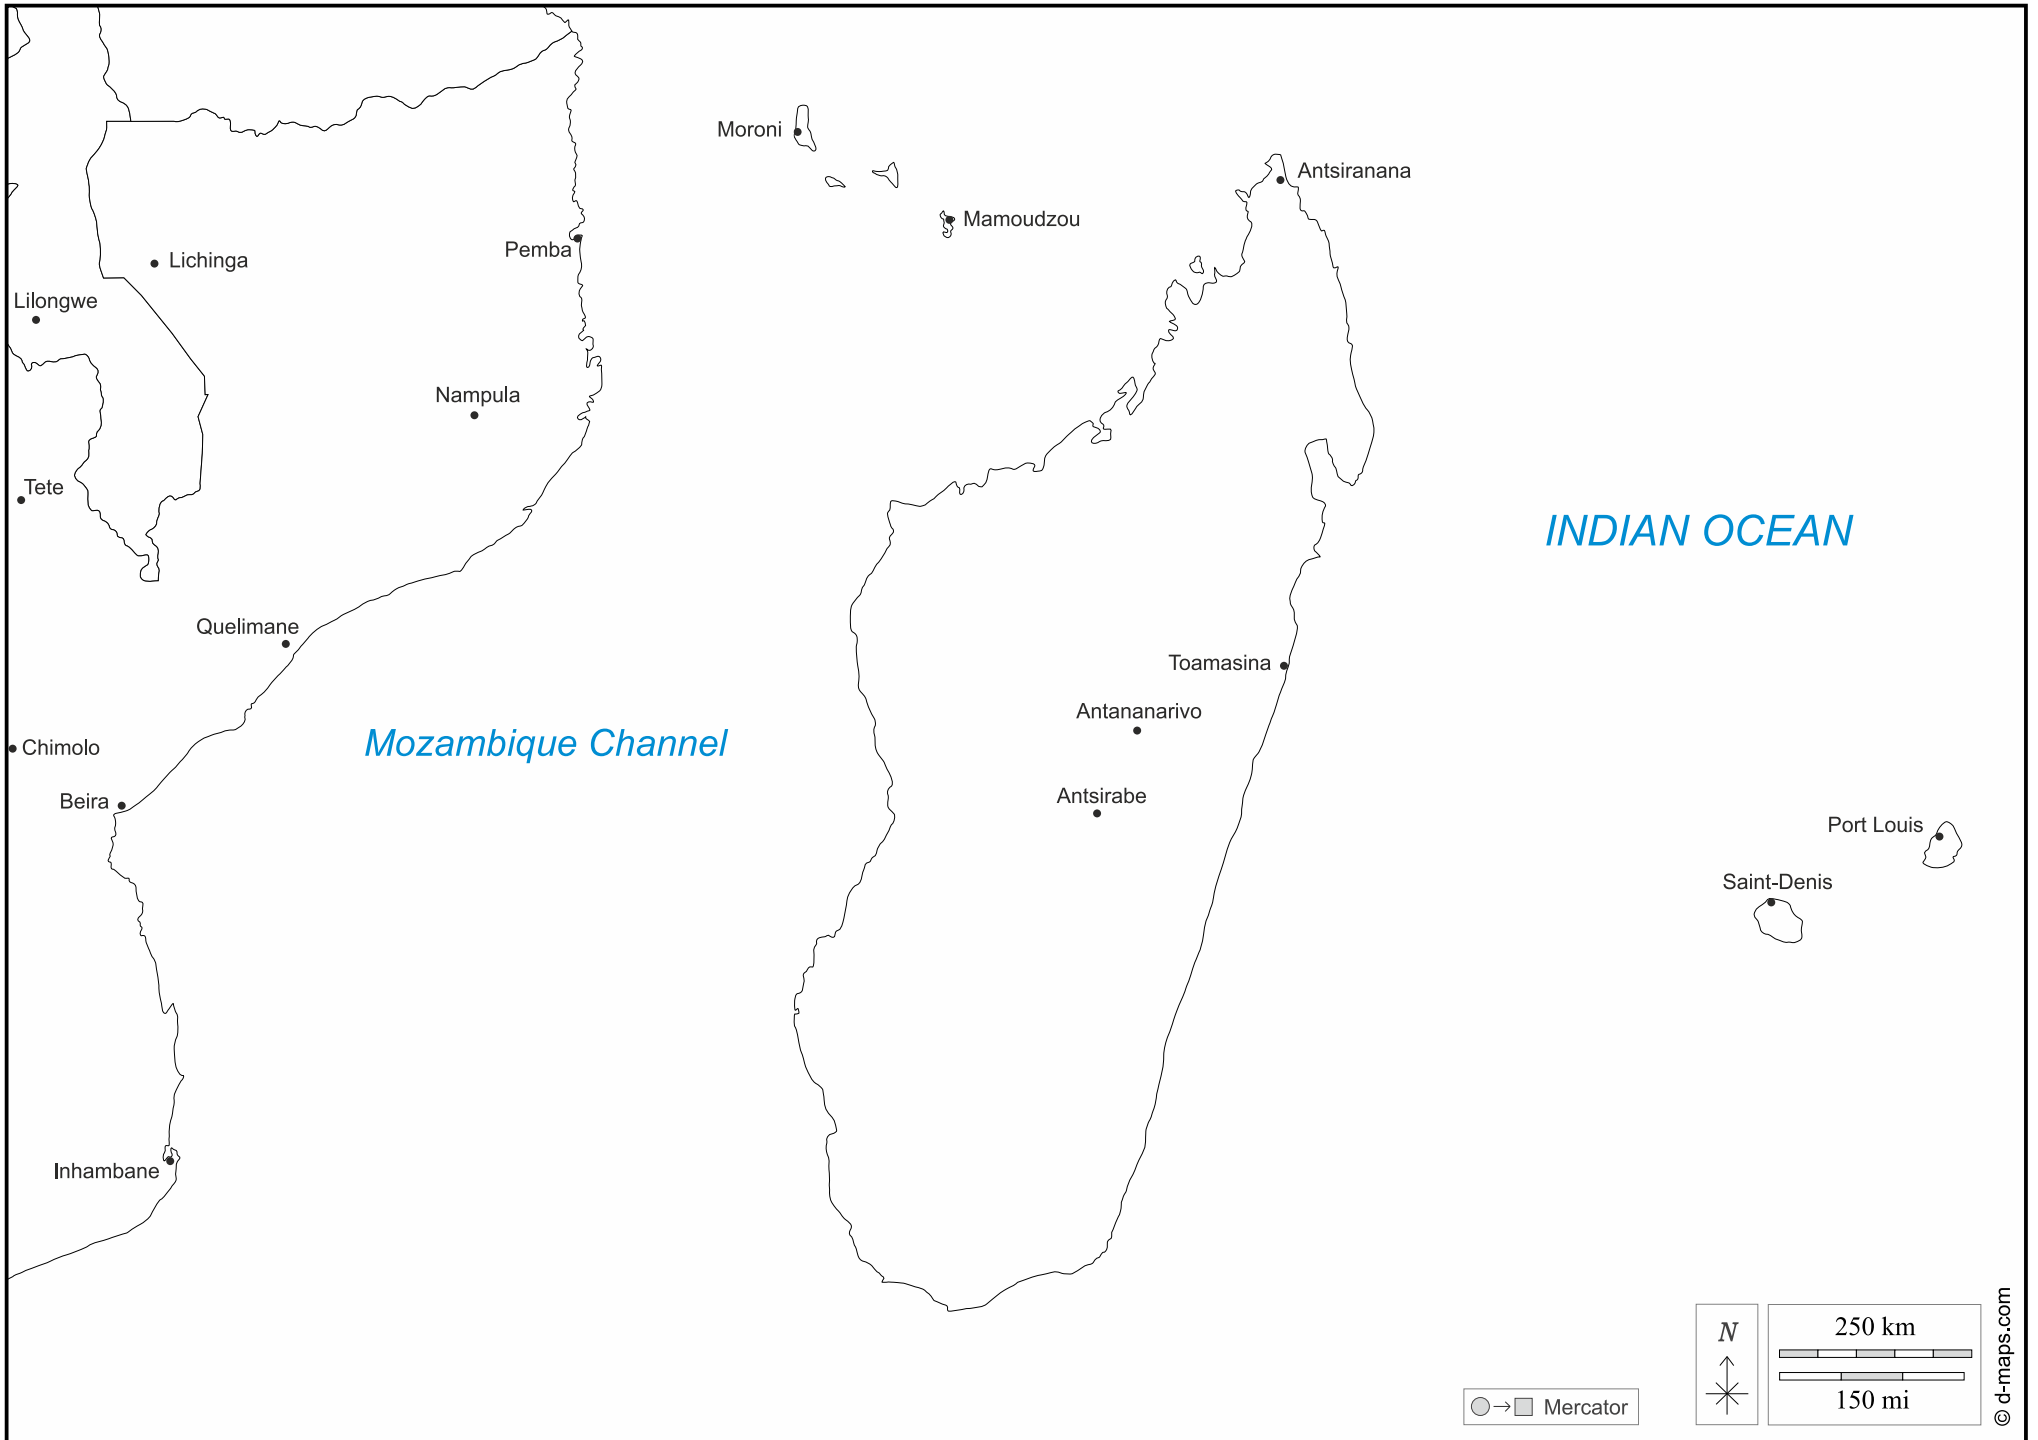 Moroni
Antsiranana
Mamoudzou
Pemba
Lichinga
Lilongwe
Nampula
Tete
INDIAN OCEAN
Quelimane
Toamasina
Antananarivo
Mozambique Channel
Chimolo
Beira
Antsirabe
Port Louis
Saint-Denis
Inhambane
N
250 km
150 mi
Mercator
© d-maps.com